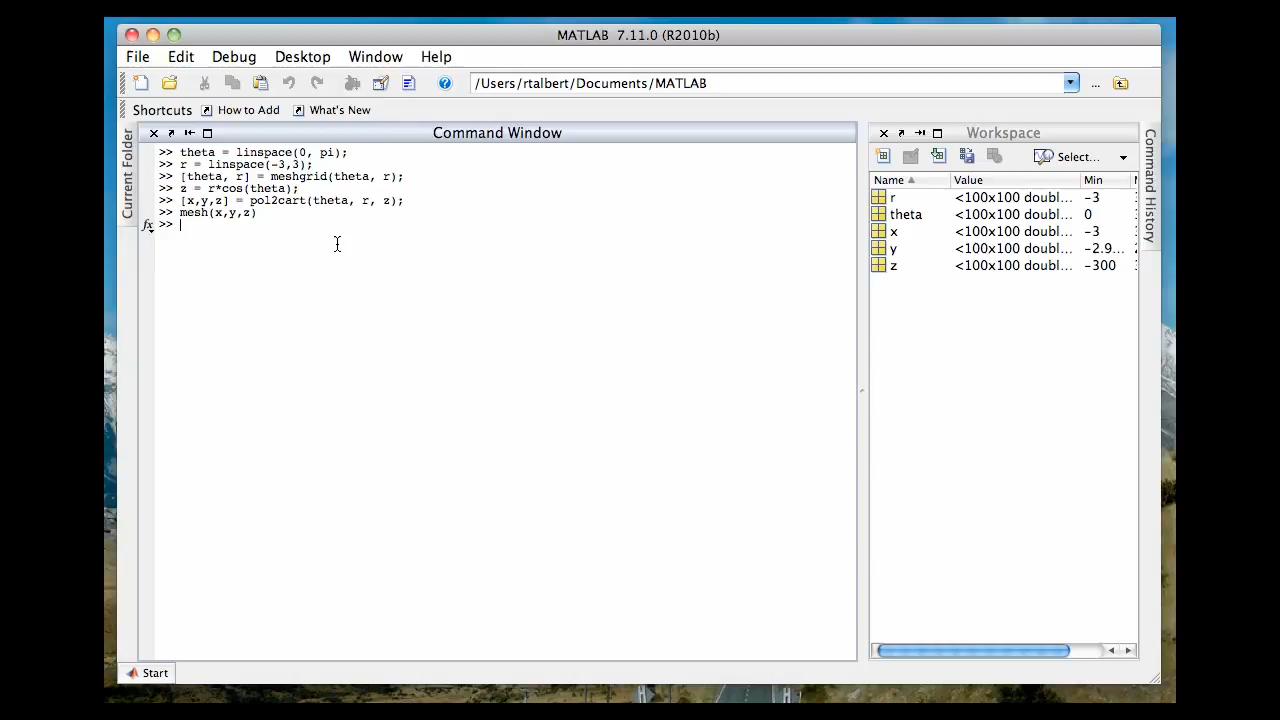 MATLAB 7.11.0 (R2010b)
File Edit Debug Desktop Window Help
/Users/rtalbert/Documents/MATLAB ...
Shortcuts How to Add What's New
Current Folder
Command Window
>> theta = linspace(0, pi);
>> r = linspace(-3,3);
>> [theta, r] = meshgrid(theta, r);
>> z = r*cos(theta);
>> [x,y,z] = pol2cart(theta, r, z);
>> mesh(x,y,z)
fx >>
Workspace
Select...
Name Value Min
r <100x100 doubl... -3
theta <100x100 doubl... 0
x <100x100 doubl... -3
y <100x100 doubl... -2.9...
z <100x100 doubl... -300
Command History
Start